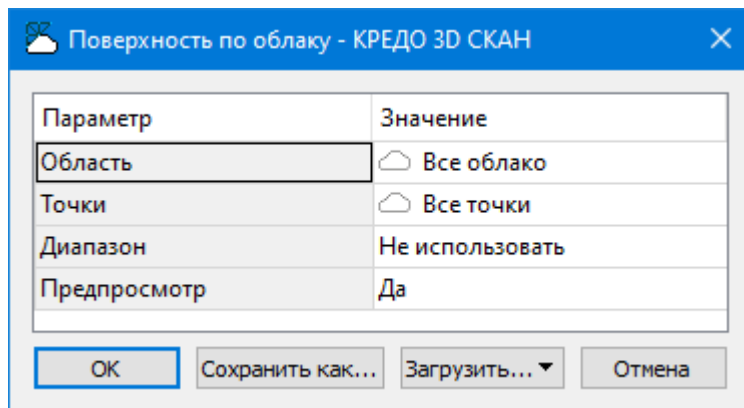 Поверхность по облаку - КРЕДО 3D СКАН
Параметр Значение
Область Все облако
Точки Все точки
Диапазон Не использовать
Предпросмотр Да
OK Сохранить как... Загрузить... Отмена